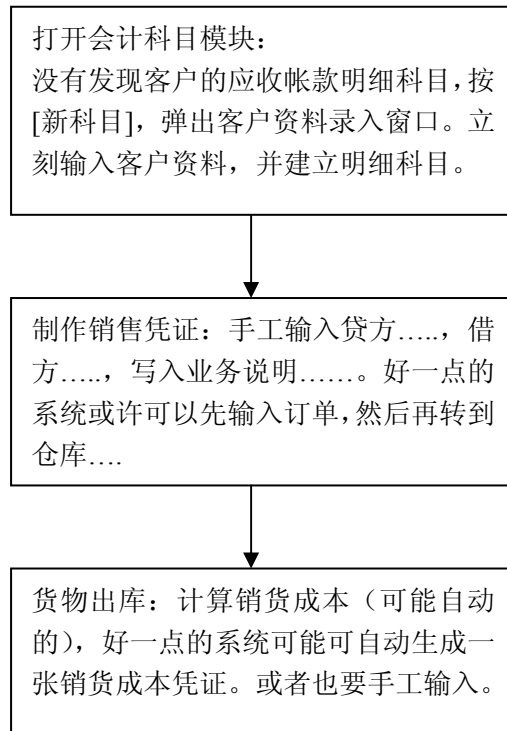 打开会计科目模块：
没有发现客户的应收帐款明细科目，按
[新科目]，弹出客户资料录入窗口。立
刻输入客户资料，并建立明细科目。
制作销售凭证：手工输入贷方…..，借
方…..，写入业务说明……。好一点的
系统或许可以先输入订单，然后再转到
仓库….
货物出库：计算销货成本（可能自动
的），好一点的系统可能可自动生成一
张销货成本凭证。或者也要手工输入。